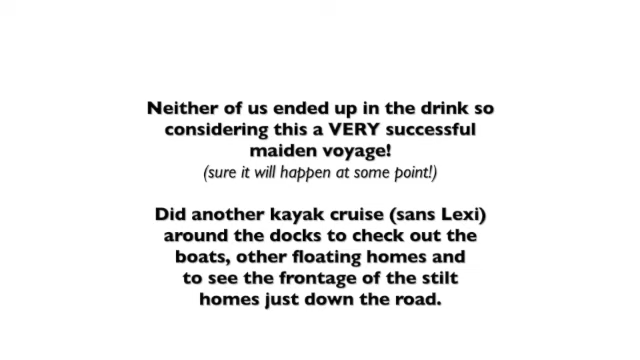 Neither of us ended up in the drink so
considering this a VERY successful
maiden voyage!
(sure it will happen at some point!)
Did another kayak cruise (sans Lexi)
around the docks to check out the
boats, other floating homes and
to see the frontage of the stilt
homes just down the road.